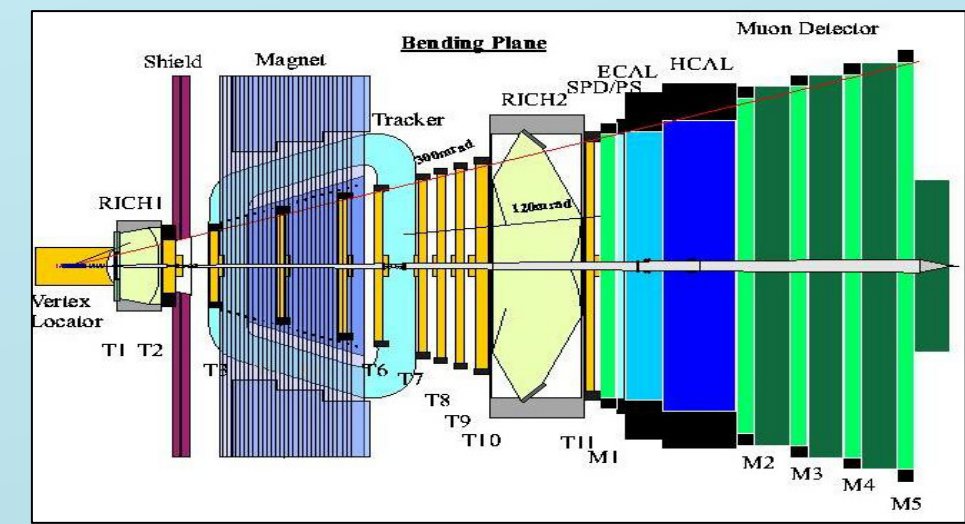 Bending Plane
Muon Detector
Shield
Magnet
ECAL
HCAL
SPD/PS
RICH2
Tracker
300mrad
RICH1
120mrad
Vertex
Locator
T1
T2
T3
T6
T7
T8
T9
T10
T11
M1
M2
M3
M4
M5